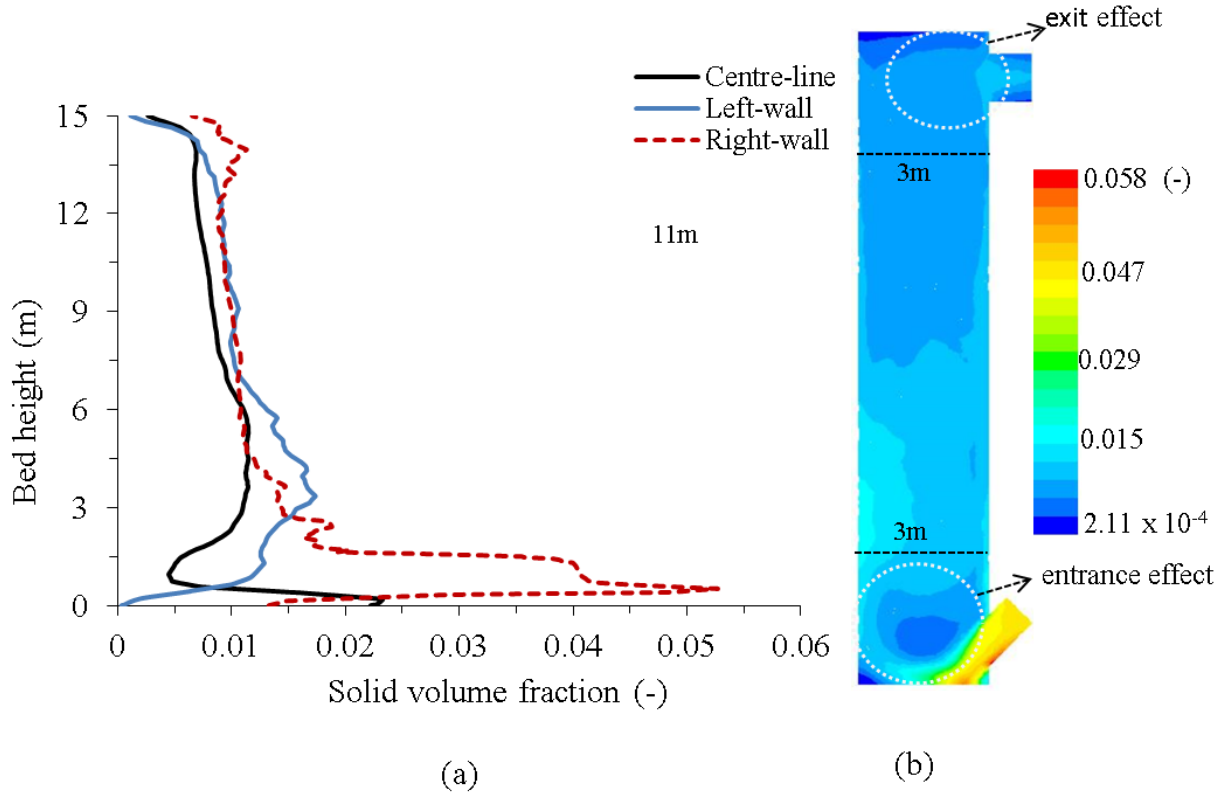 exit effect
Centre-line
Left-wall
Right-wall
15
12
9
6
3
0
Bed height (m)
0
0.01
0.02
0.03
0.04
0.05
0.06
Solid volume fraction (-)
(a)
11m
3m
3m
0.058 (-)
0.047
0.029
0.015
2.11 x 10⁻⁴
entrance effect
(b)